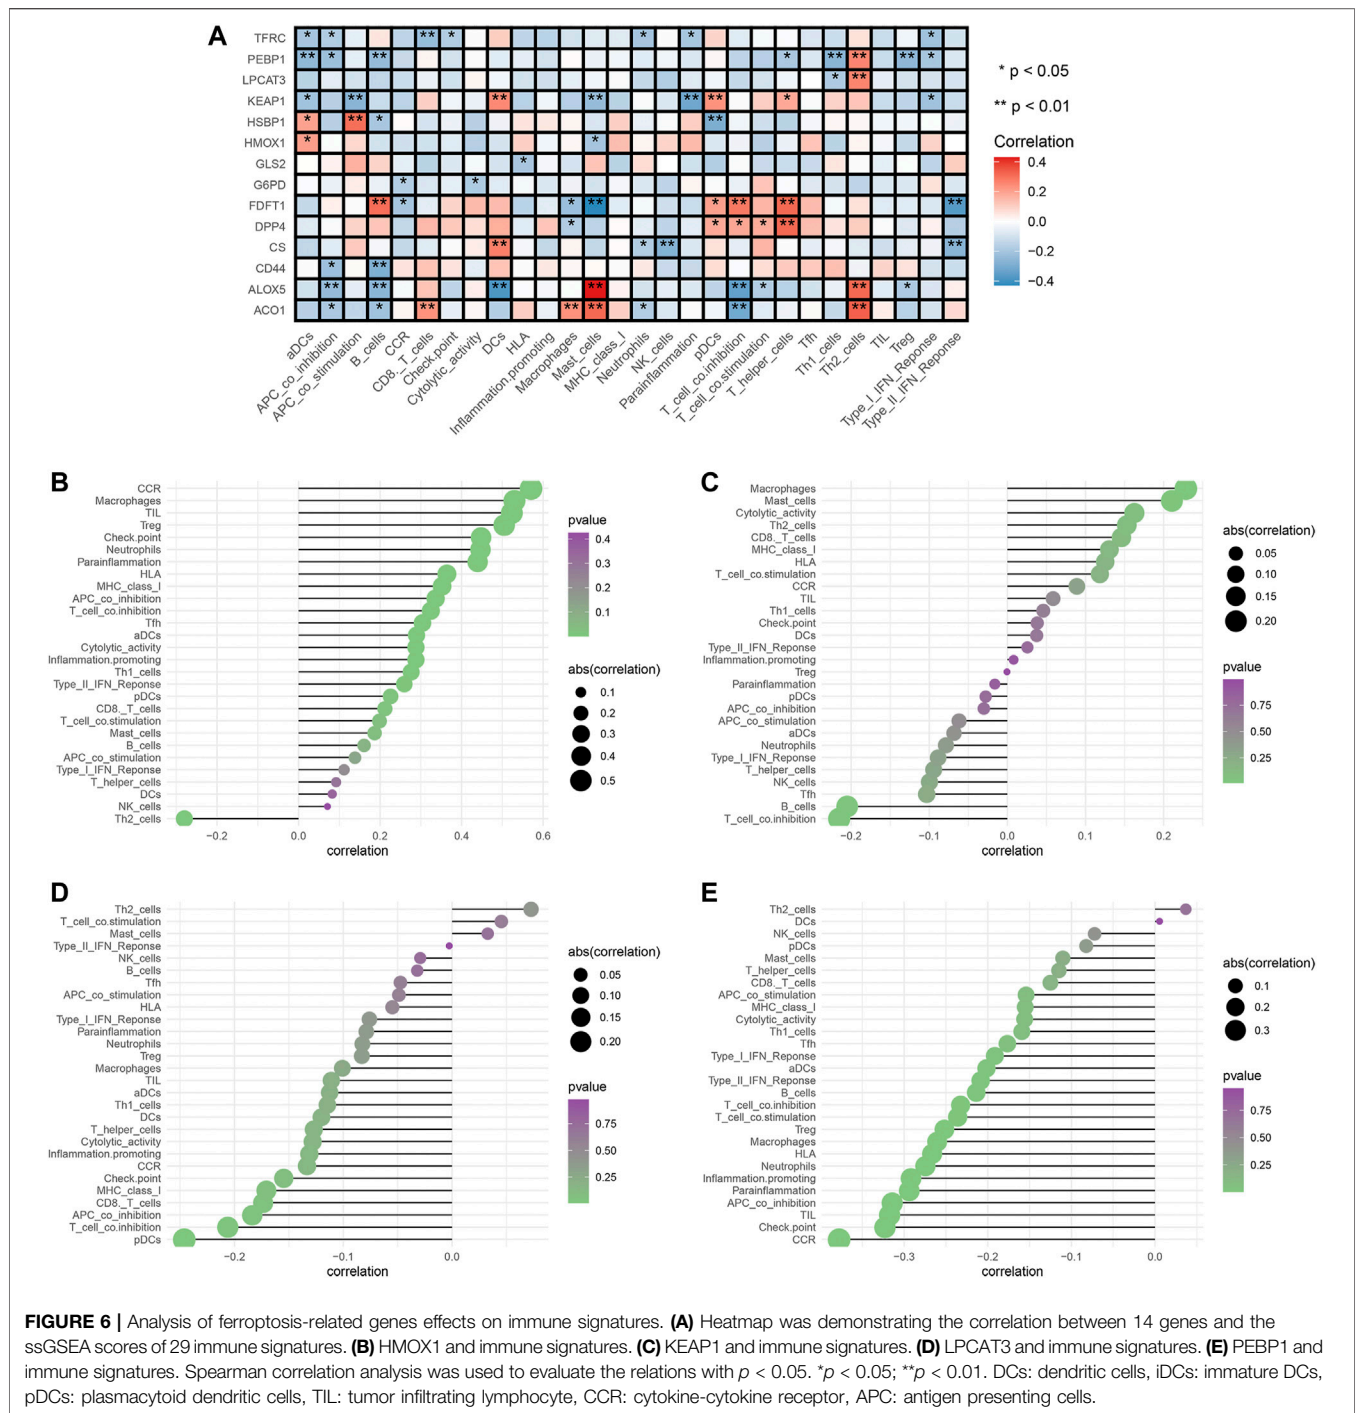 A
TFRC
PEBP1
LPCAT3
KEAP1
HSBP1
HMOX1
GLS2
G6PD
FDFT1
DPP4
CS
CD44
ALOX5
ACO1
* p < 0.05
** p < 0.01
Correlation
0.4
0.2
0.0
−0.2
−0.4
aDCs
APC_co_inhibition
APC_co_stimulation
B_cells
CCR
CD8._T_cells
Check.point
Cytolytic_activity
DCs
HLA
Inflammation.promoting
Macrophages
Mast_cells
MHC_class_I
Neutrophils
NK_cells
Parainflammation
pDCs
T_cell_co.inhibition
T_cell_co.stimulation
T_helper_cells
Tfh
Th1_cells
Th2_cells
TIL
Treg
Type_I_IFN_Reponse
Type_II_IFN_Reponse
B
CCR
Macrophages
TIL
Treg
Check.point
Neutrophils
Parainflammation
HLA
MHC_class_I
APC_co_inhibition
T_cell_co.inhibition
Tfh
aDCs
Cytolytic_activity
Inflammation.promoting
Th1_cells
Type_II_IFN_Reponse
pDCs
CD8._T_cells
T_cell_co.stimulation
Mast_cells
B_cells
APC_co_stimulation
Type_I_IFN_Reponse
T_helper_cells
DCs
NK_cells
Th2_cells
−0.2 0.0 0.2 0.4 0.6
correlation
pvalue
0.4
0.3
0.2
0.1
abs(correlation)
0.1
0.2
0.3
0.4
0.5
C
Macrophages
Mast_cells
Cytolytic_activity
Th2_cells
CD8._T_cells
MHC_class_I
HLA
T_cell_co.stimulation
CCR
TIL
Th1_cells
Check.point
DCs
Type_II_IFN_Reponse
Inflammation.promoting
Treg
Parainflammation
pDCs
APC_co_inhibition
APC_co_stimulation
aDCs
Neutrophils
Type_I_IFN_Reponse
T_helper_cells
NK_cells
Tfh
B_cells
T_cell_co.inhibition
−0.2 −0.1 0.0 0.1 0.2
correlation
abs(correlation)
0.05
0.10
0.15
0.20
pvalue
0.75
0.50
0.25
D
Th2_cells
T_cell_co.stimulation
Mast_cells
Type_II_IFN_Reponse
NK_cells
B_cells
Tfh
APC_co_stimulation
HLA
Type_I_IFN_Reponse
Parainflammation
Neutrophils
Treg
Macrophages
TIL
aDCs
Th1_cells
DCs
T_helper_cells
Cytolytic_activity
Inflammation.promoting
CCR
Check.point
MHC_class_I
CD8._T_cells
APC_co_inhibition
T_cell_co.inhibition
pDCs
−0.2 −0.1 0.0
correlation
abs(correlation)
0.05
0.10
0.15
0.20
pvalue
0.75
0.50
0.25
E
Th2_cells
DCs
NK_cells
pDCs
Mast_cells
T_helper_cells
CD8._T_cells
APC_co_stimulation
MHC_class_I
Cytolytic_activity
Th1_cells
Tfh
Type_I_IFN_Reponse
aDCs
Type_II_IFN_Reponse
B_cells
T_cell_co.inhibition
T_cell_co.stimulation
Treg
Macrophages
HLA
Neutrophils
Inflammation.promoting
Parainflammation
APC_co_inhibition
TIL
Check.point
CCR
−0.3 −0.2 −0.1 0.0
correlation
abs(correlation)
0.1
0.2
0.3
pvalue
0.75
0.50
0.25
FIGURE 6 | Analysis of ferroptosis-related genes effects on immune signatures. (A) Heatmap was demonstrating the correlation between 14 genes and the
ssGSEA scores of 29 immune signatures. (B) HMOX1 and immune signatures. (C) KEAP1 and immune signatures. (D) LPCAT3 and immune signatures. (E) PEBP1 and
immune signatures. Spearman correlation analysis was used to evaluate the relations with p < 0.05. *p < 0.05; **p < 0.01. DCs: dendritic cells, iDCs: immature DCs,
pDCs: plasmacytoid dendritic cells, TIL: tumor infiltrating lymphocyte, CCR: cytokine-cytokine receptor, APC: antigen presenting cells.